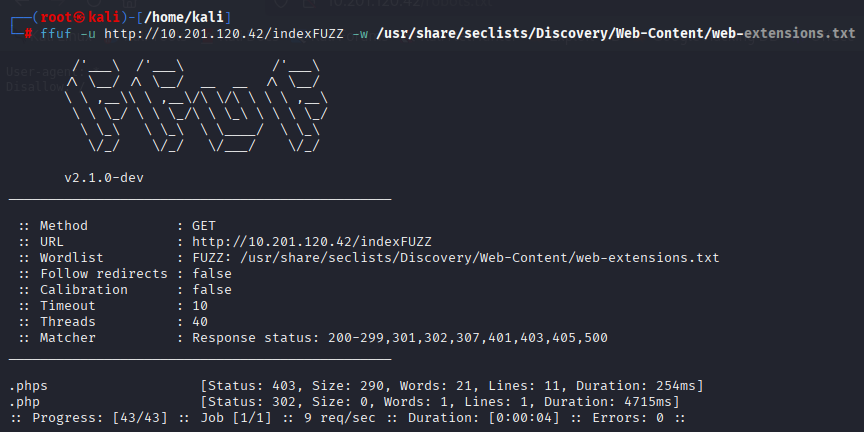 ┌──(root㉿kali)-[/home/kali]
└─# ffuf -u http://10.201.120.42/indexFUZZ -w /usr/share/seclists/Discovery/Web-Content/web-extensions.txt
User-agen
Disallow
v2.1.0-dev
:: Method : GET
:: URL : http://10.201.120.42/indexFUZZ
:: Wordlist : FUZZ: /usr/share/seclists/Discovery/Web-Content/web-extensions.txt
:: Follow redirects : false
:: Calibration : false
:: Timeout : 10
:: Threads : 40
:: Matcher : Response status: 200-299,301,302,307,401,403,405,500
.phps [Status: 403, Size: 290, Words: 21, Lines: 11, Duration: 254ms]
.php [Status: 302, Size: 0, Words: 1, Lines: 1, Duration: 4715ms]
:: Progress: [43/43] :: Job [1/1] :: 9 req/sec :: Duration: [0:00:04] :: Errors: 0 ::